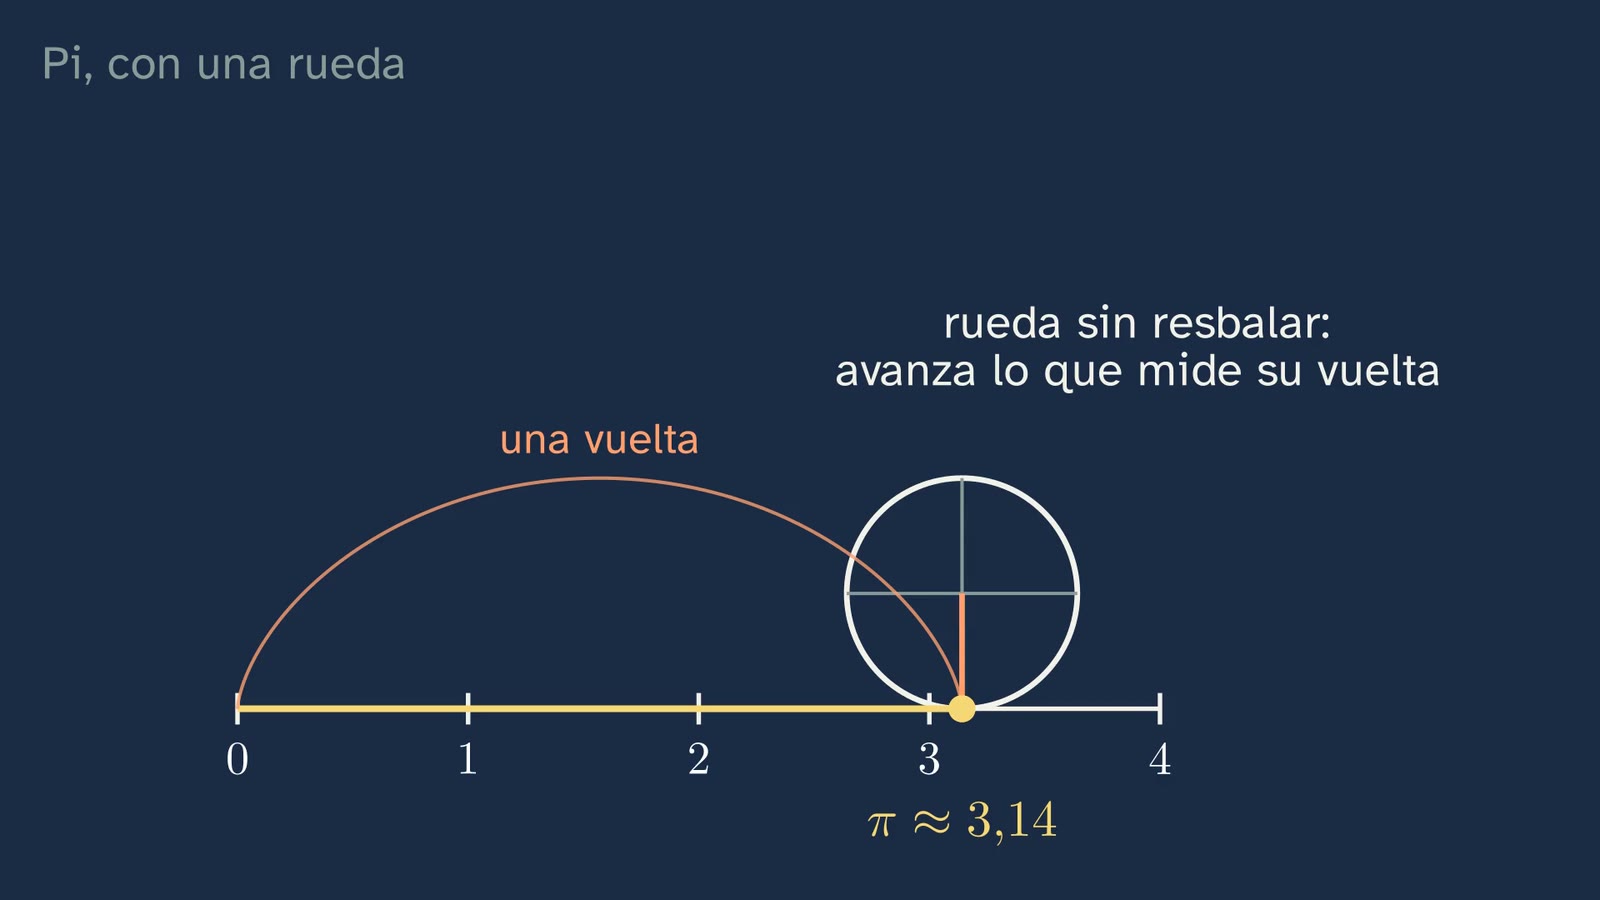 Pi, con una rueda
rueda sin resbalar:
avanza lo que mide su vuelta
una vuelta
0 1 2 3 4
π ≈ 3,14